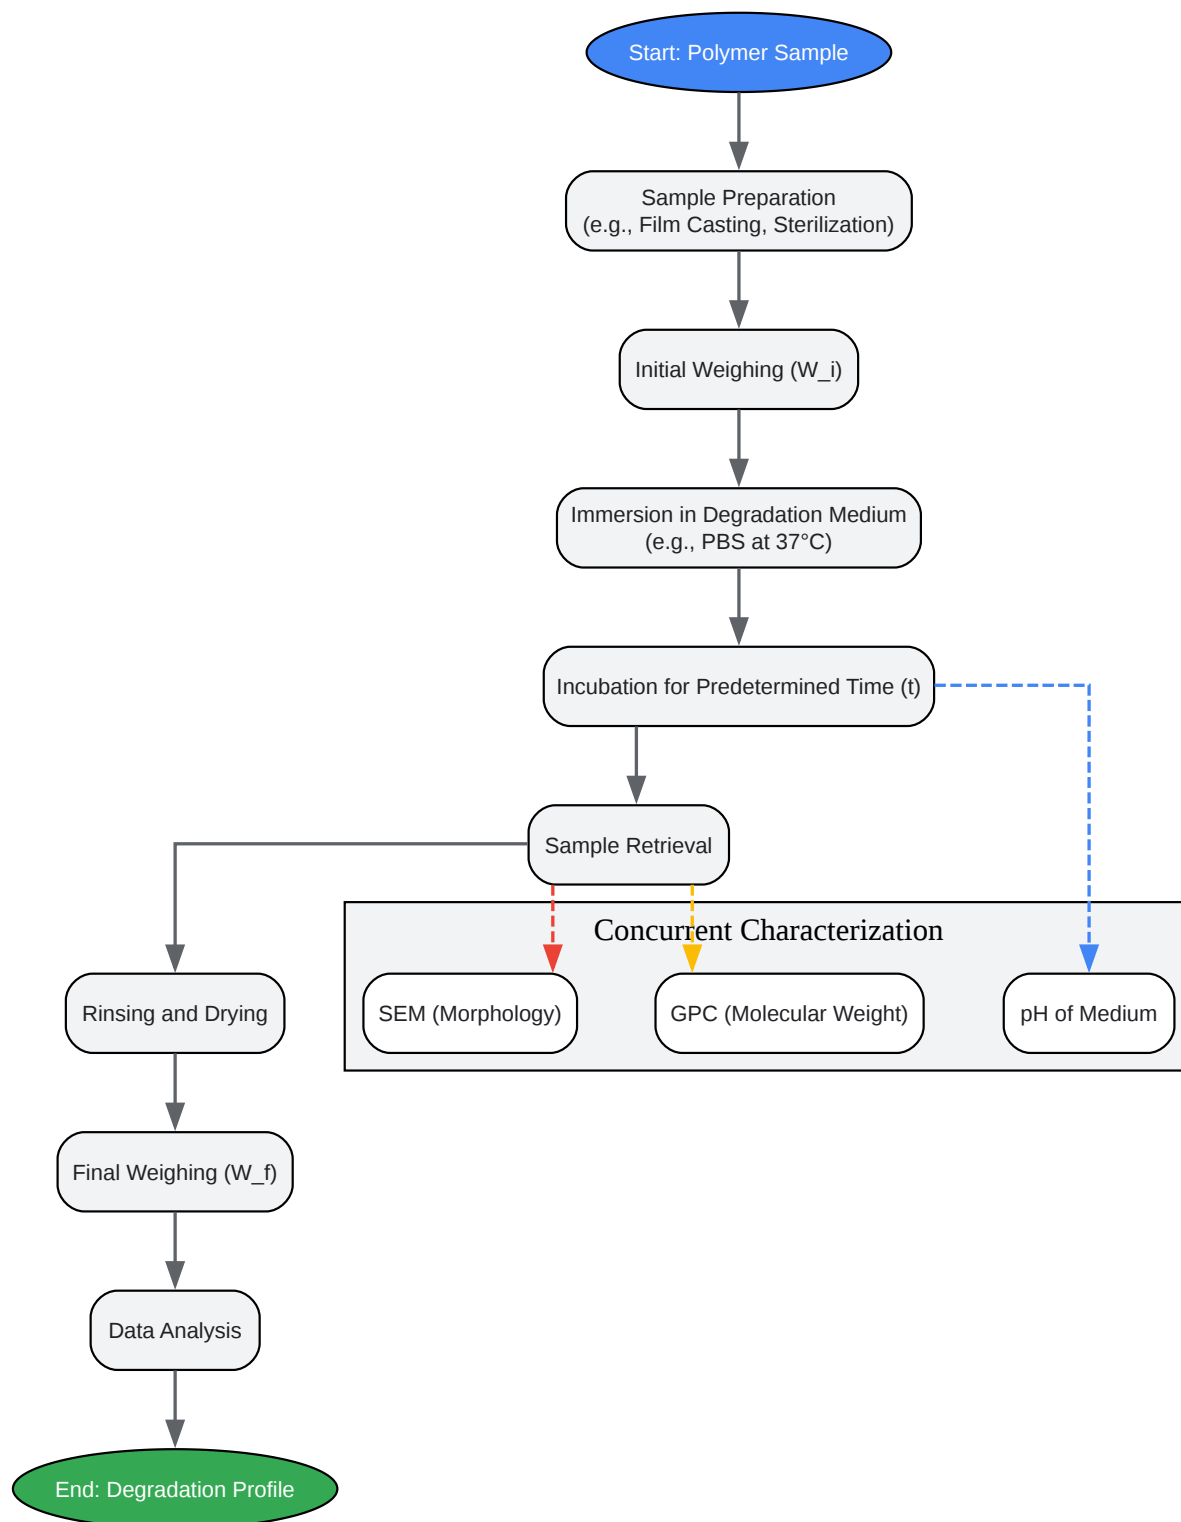 Start: Polymer Sample
Sample Preparation
(e.g., Film Casting, Sterilization)
Initial Weighing (W_i)
Immersion in Degradation Medium
(e.g., PBS at 37°C)
Incubation for Predetermined Time (t)
Sample Retrieval
Concurrent Characterization
Rinsing and Drying
SEM (Morphology)
GPC (Molecular Weight)
pH of Medium
Final Weighing (W_f)
Data Analysis
End: Degradation Profile